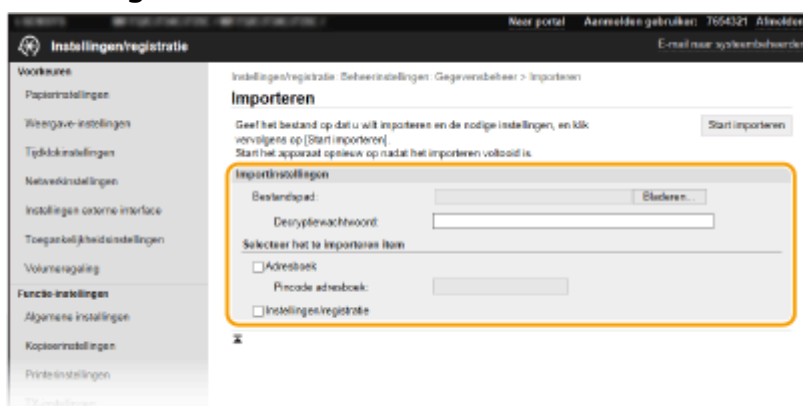 Naar portal Aanmelden gebruiker: 7654321 Afmelden
Instellingen/registratie
E-mail naar systeembeheerder
Voorkeuren
Papierinstellingen
Weergave-instellingen
Tijdklokinstellingen
Netwerkinstellingen
Instellingen externe interface
Toegankelijkheidsinstellingen
Volumeregeling
Functie-instellingen
Algemene instellingen
Kopieerinstellingen
Printerinstellingen
Instellingen/registratie: Beheerinstellingen: Gegevensbeheer > Importeren
Importeren
Geef het bestand op dat u wilt importeren en de nodige instellingen, en klik
vervolgens op [Start importeren].
Start het apparaat opnieuw op nadat het importeren voltooid is.
Start importeren
Importinstellingen
Bestandspad:
Bladeren...
Decryptiewachtwoord:
Selecteer het te importeren item
Adresboek
Pincode adresboek:
Instellingen/registratie